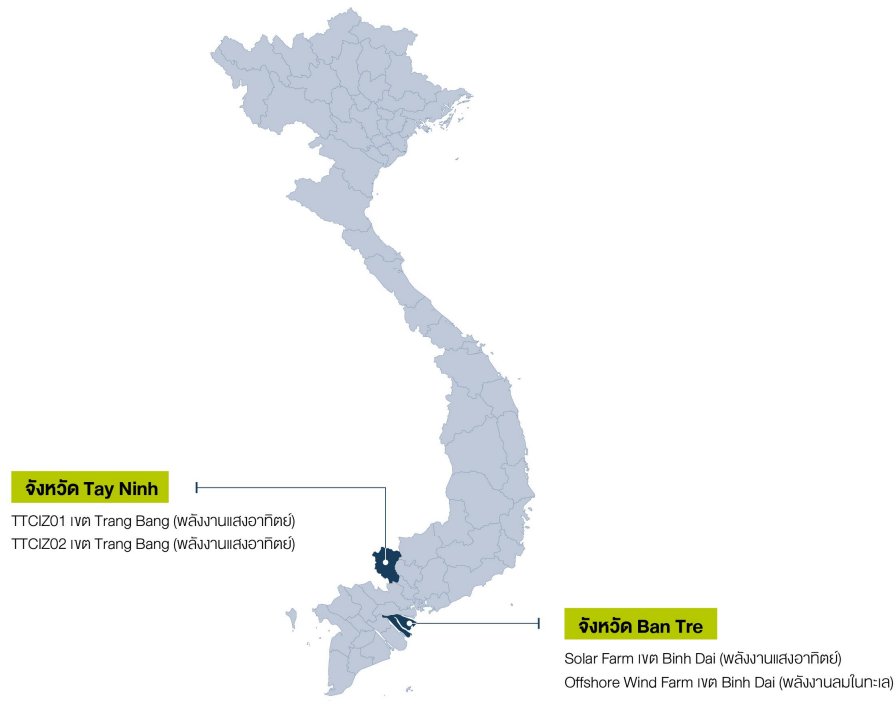 จังหวัด Tay Ninh
TTCIZ01 เขต Trang Bang (พลังงานแสงอาทิตย์)
TTCIZ02 เขต Trang Bang (พลังงานแสงอาทิตย์)
จังหวัด Ban Tre
Solar Farm เขต Binh Dai (พลังงานแสงอาทิตย์)
Offshore Wind Farm เขต Binh Dai (พลังงานลมในทะเล)